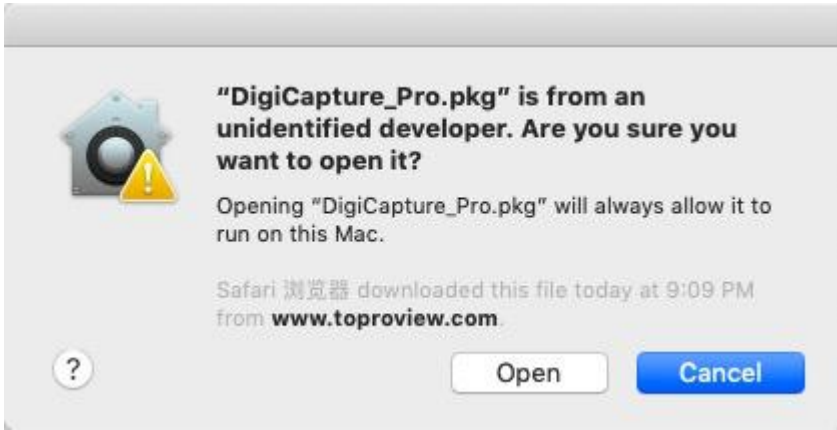 “DigiCapture_Pro.pkg” is from an
unidentified developer. Are you sure you
want to open it?
Opening “DigiCapture_Pro.pkg” will always allow it to
run on this Mac.
Safari 浏览器 downloaded this file today at 9:09 PM
from www.toproview.com.
?
Open
Cancel